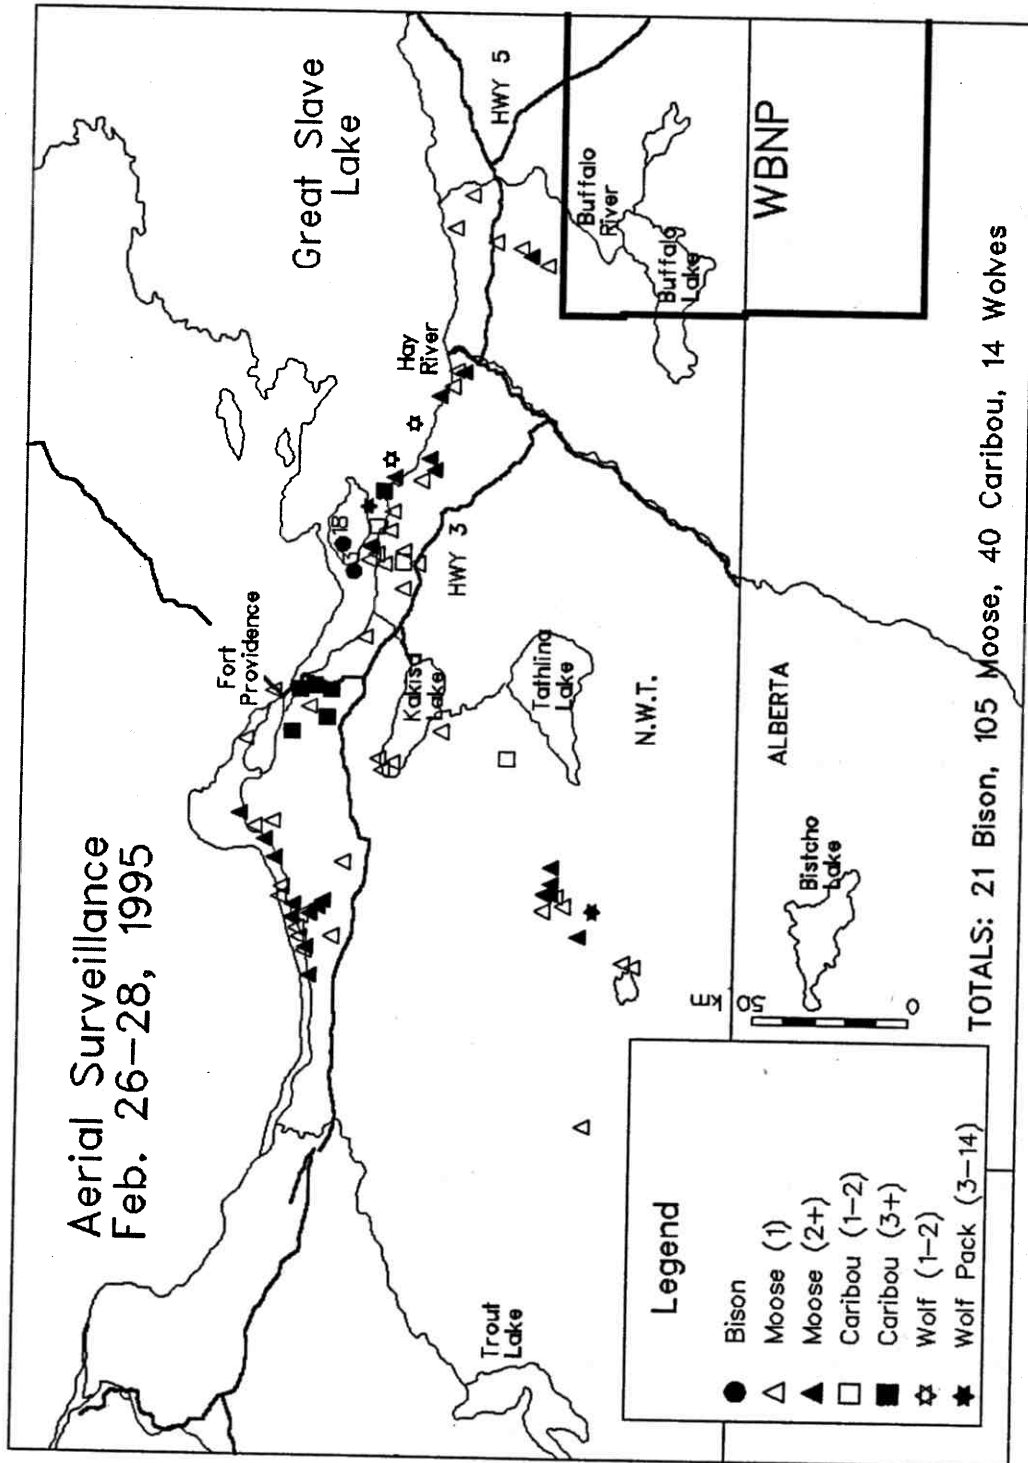 Aerial Surveillance
Feb. 26-28, 1995
Great Slave
Lake
Fort
Providence
Hay
River
HWY 5
HWY 3
18
3
Buffalo
River
Buffalo
Lake
WBNP
Kakisa
Lake
Tathlina
Lake
N.W.T.
ALBERTA
Trout
Lake
Bistcho
Lake
km
50
0
Legend
Bison
Moose (1)
Moose (2+)
Caribou (1-2)
Caribou (3+)
Wolf (1-2)
Wolf Pack (3-14)
TOTALS: 21 Bison, 105 Moose, 40 Caribou, 14 Wolves